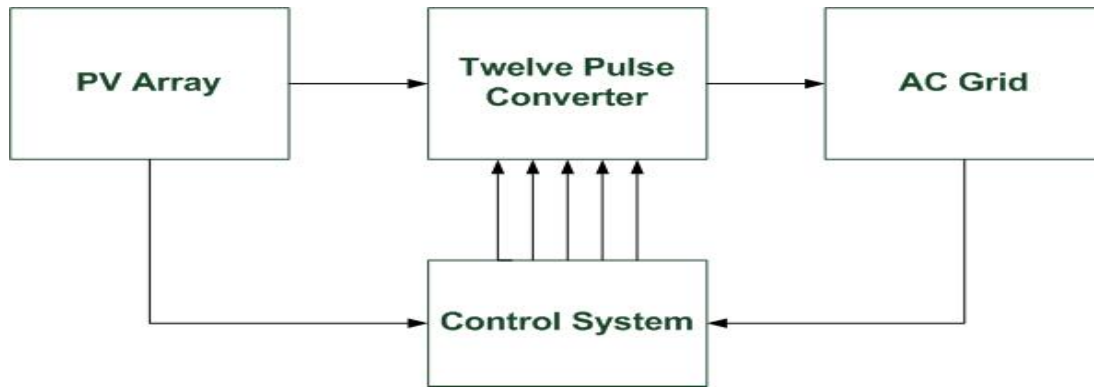 PV Array
Twelve Pulse
Converter
AC Grid
Control System